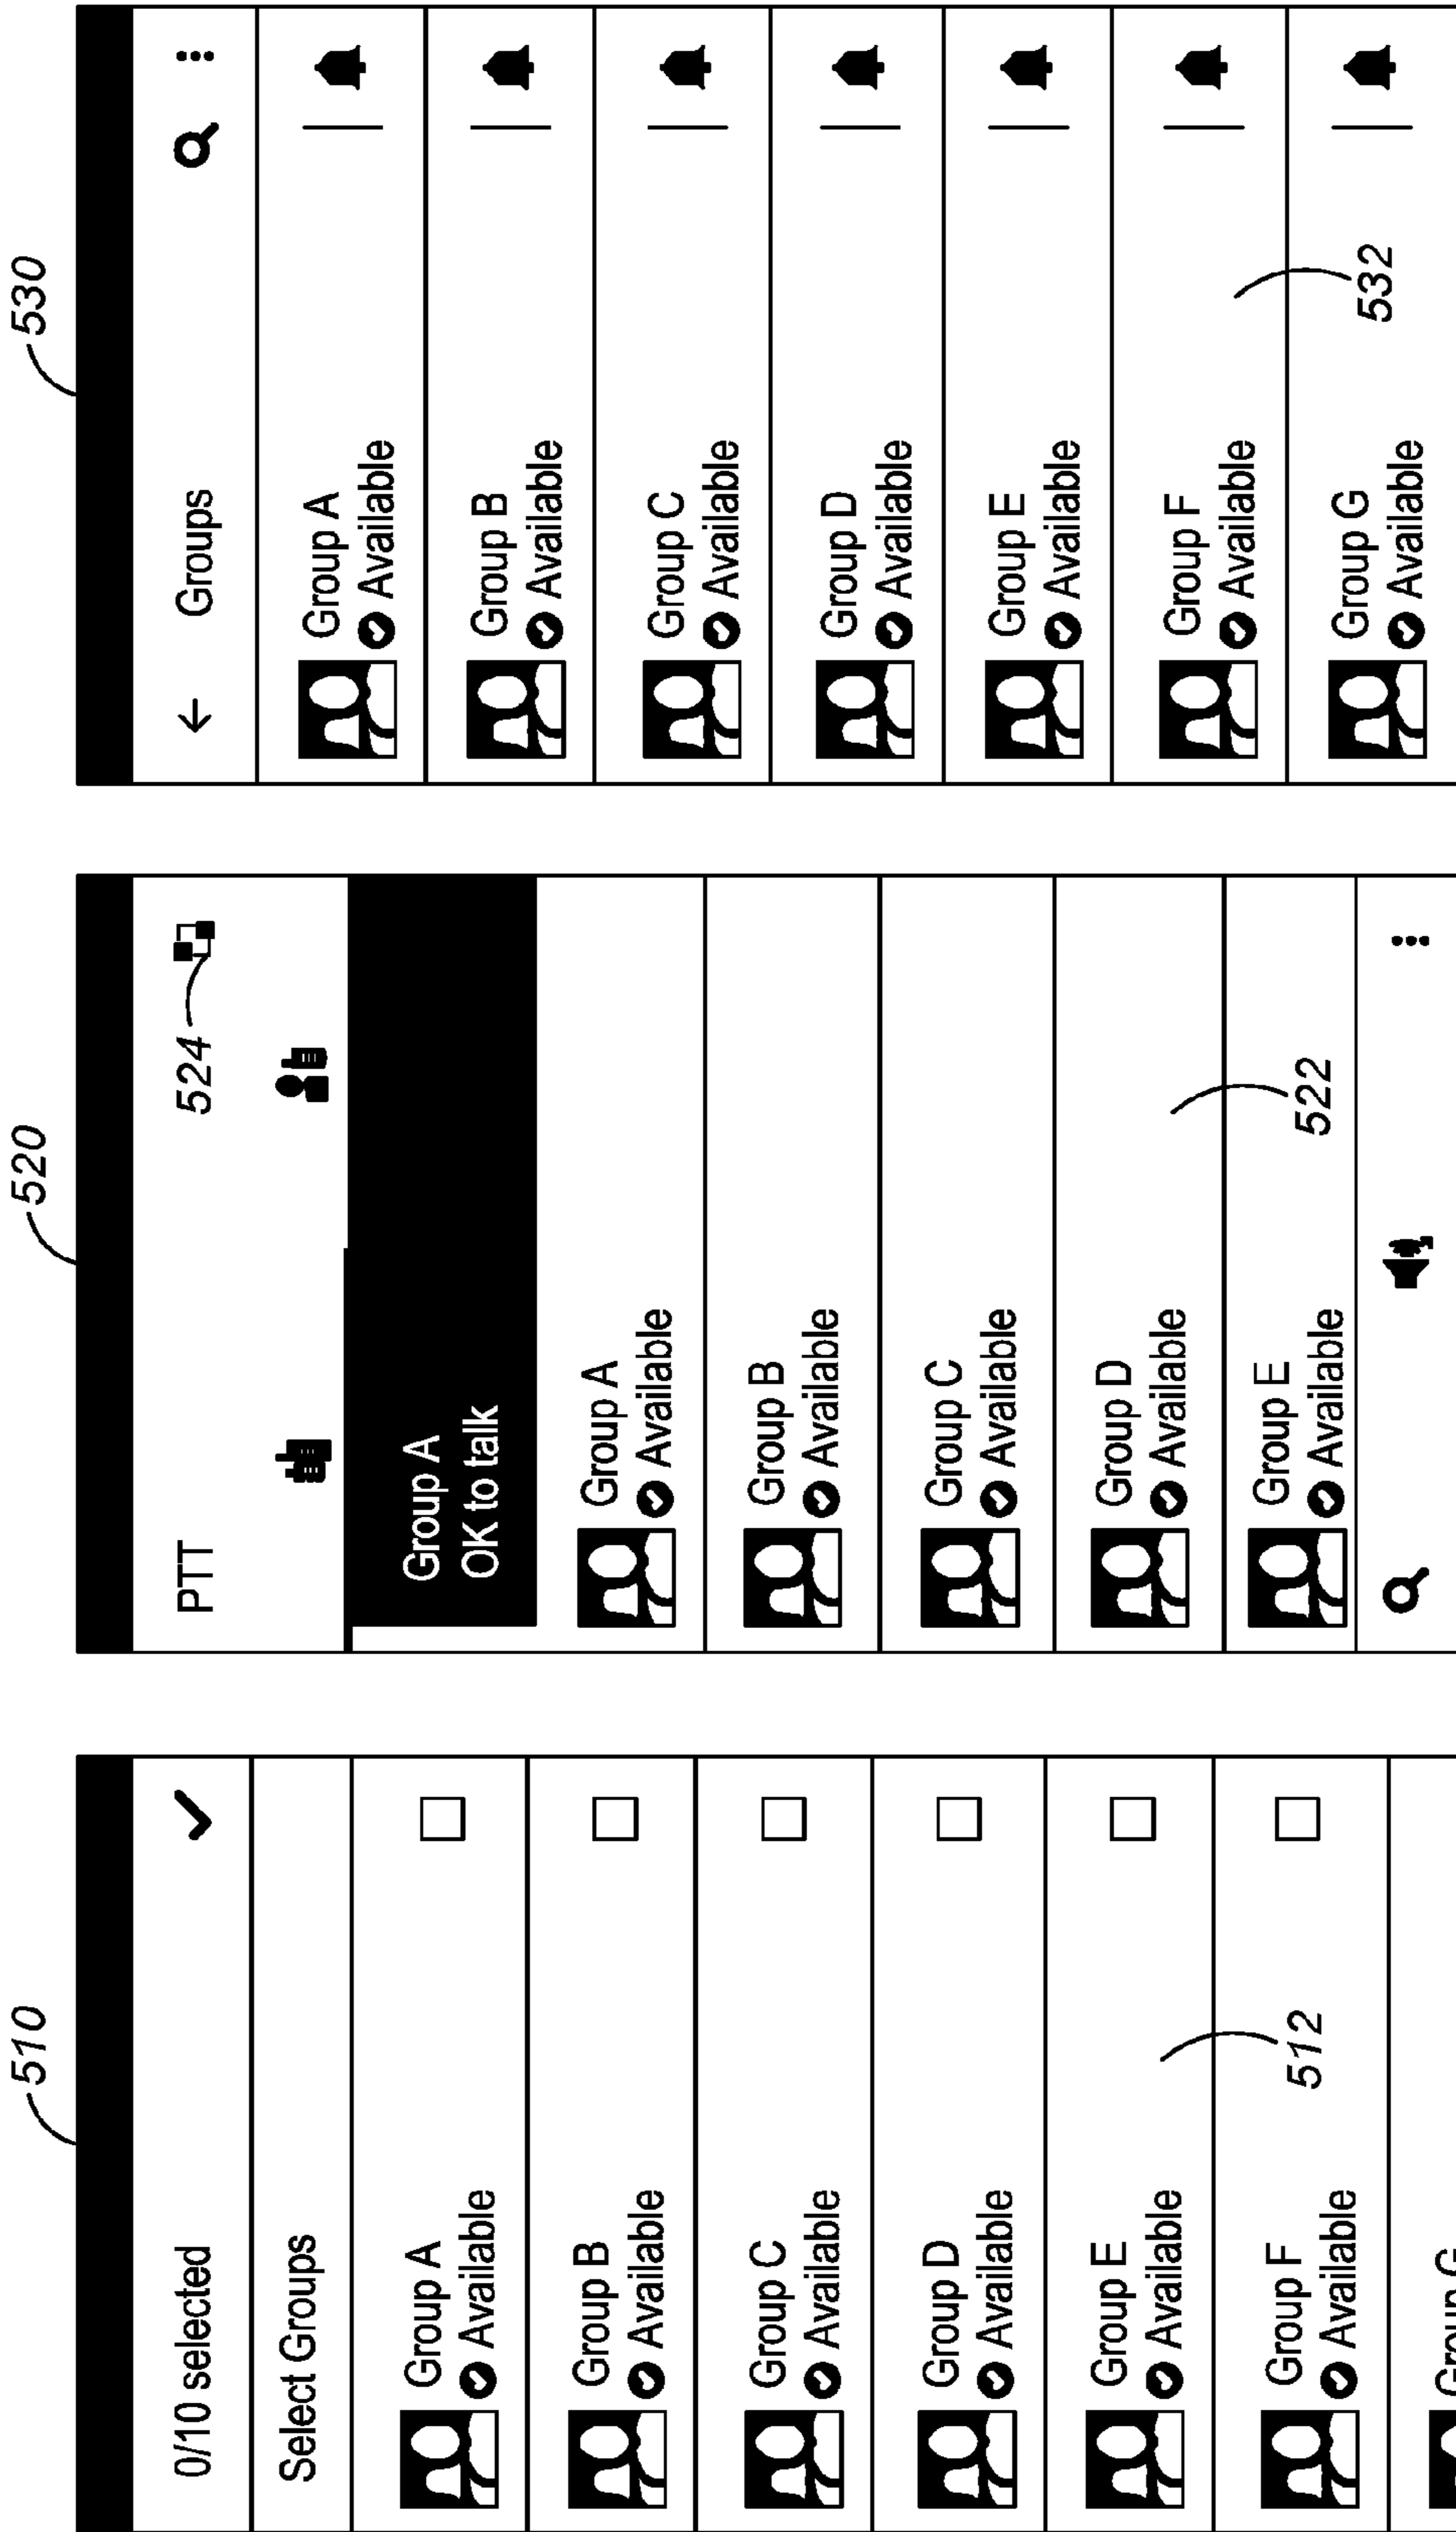 510
0/10 selected
Select Groups
Group A
Available
Group B
Available
Group C
Available
Group D
Available
Group E
Available
Group F
Available
Group G
512
520
PTT
524
Group A
OK to talk
Group A
Available
Group B
Available
Group C
Available
Group D
Available
Group E
Available
522
530
Groups
Group A
Available
Group B
Available
Group C
Available
Group D
Available
Group E
Available
Group F
Available
Group G
Available
532